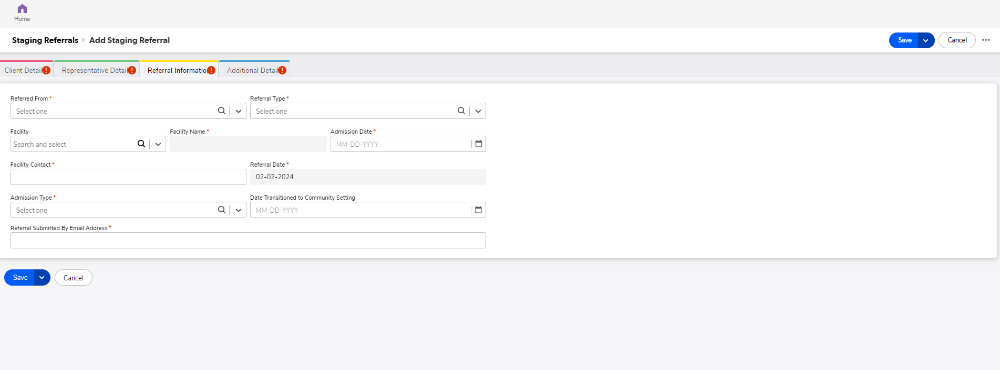 Home
Staging Referrals > Add Staging Referral
Save
Cancel
Client Detail !
Representative Detail !
Referral Informatio !
Additional Detail !
Referred From *
Referral Type *
Select one
Select one
Facility
Facility Name *
Admission Date *
Search and select
MM-DD-YYYY
Facility Contact *
Referral Date *
02-02-2024
Admission Type *
Date Transitioned to Community Setting
Select one
MM-DD-YYYY
Referral Submitted By Email Address *
Save
Cancel